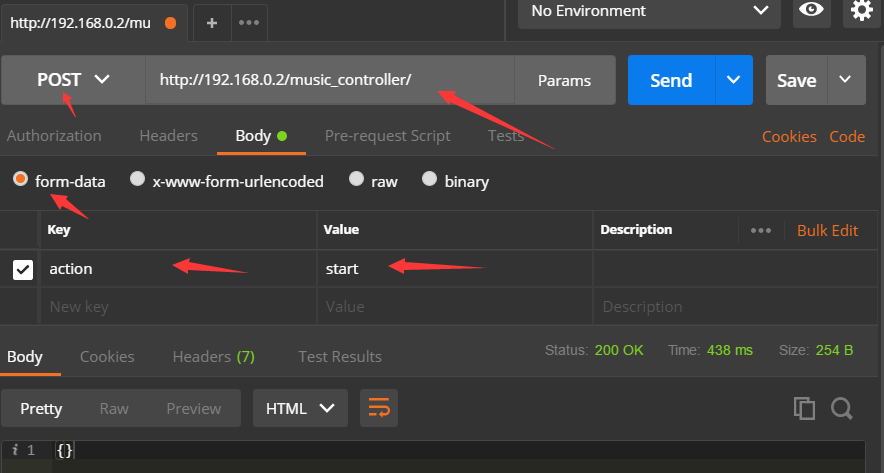 http://192.168.0.2/mu + ••• No Environment
POST http://192.168.0.2/music_controller/ Params Send Save
Authorization Headers Body Pre-request Script Tests Cookies Code
form-data x-www-form-urlencoded raw binary
Key Value Description ••• Bulk Edit
action start
New key Value Description
Body Cookies Headers (7) Test Results Status: 200 OK Time: 438 ms Size: 254 B
Pretty Raw Preview HTML
i 1 {}